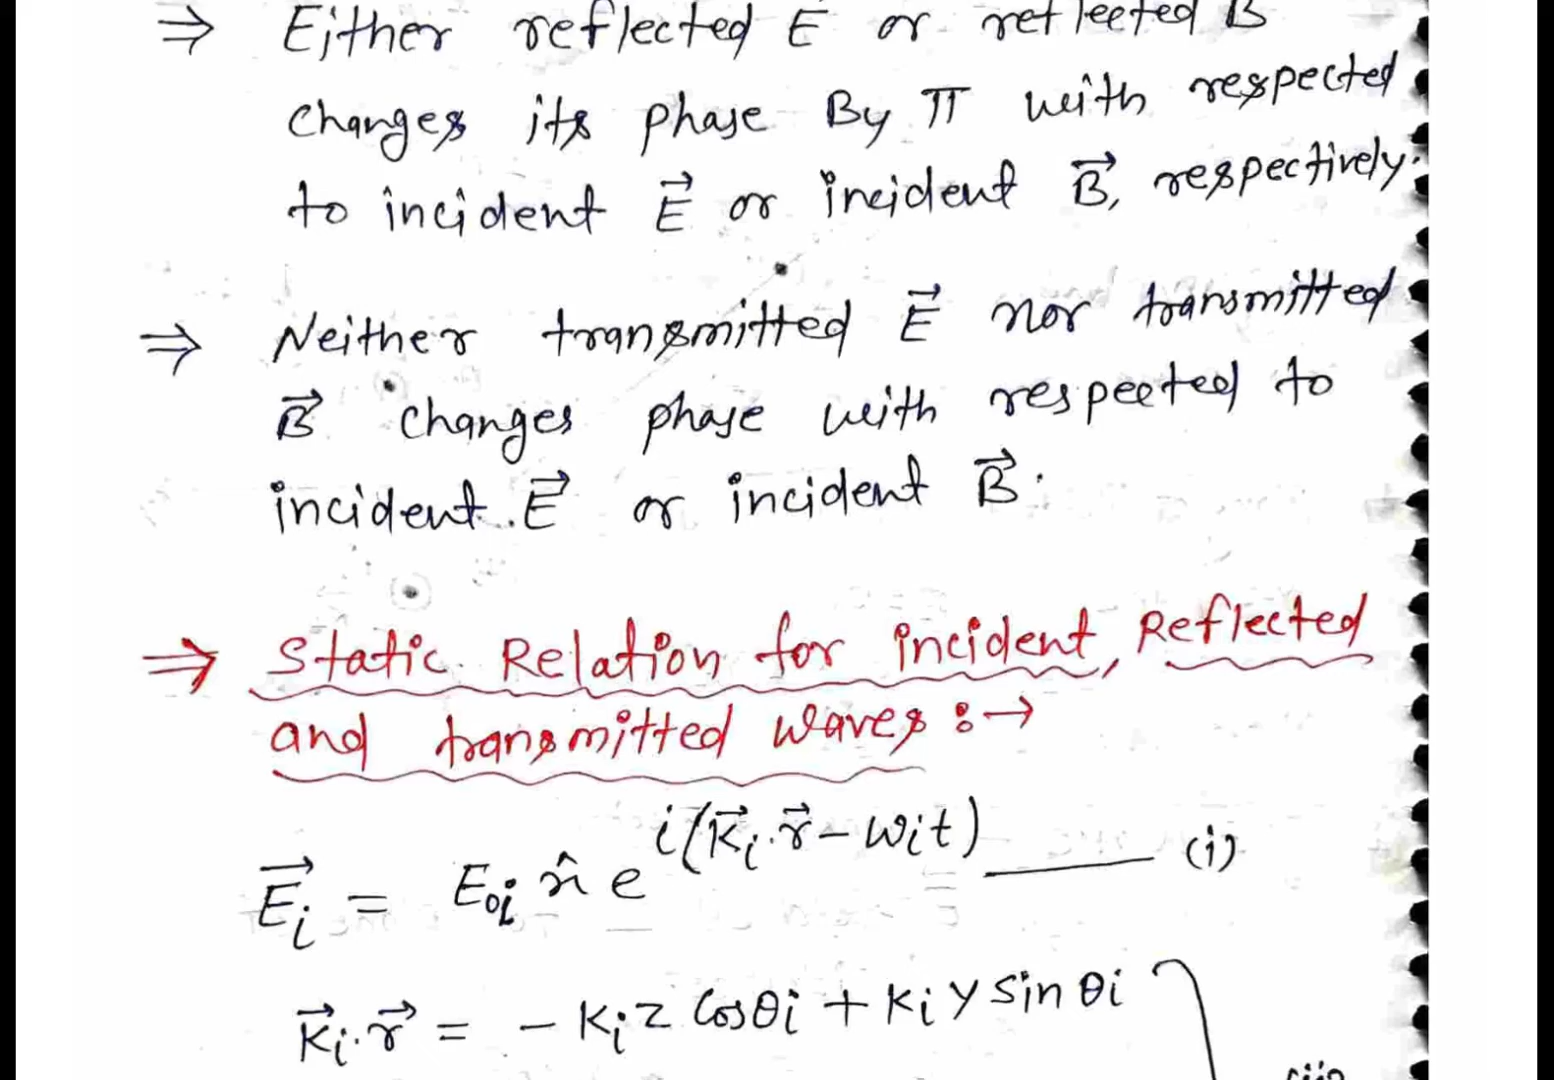 ⇒ Either reflected E or reflected B
changes its phase By π with respected
to incident E⃗ or incident B⃗, respectively.
⇒ Neither transmitted E⃗ nor transmitted
B⃗ changes phase with respected to
incident E⃗ or incident B⃗.
⇒ Static Relation for incident, Reflected
and transmitted waves :→
E⃗i = E0i n̂ e^i(K⃗i·r⃗ - ωit) ——— (i)
K⃗i·r⃗ = - Kiz Cosθi + Kiy Sinθi